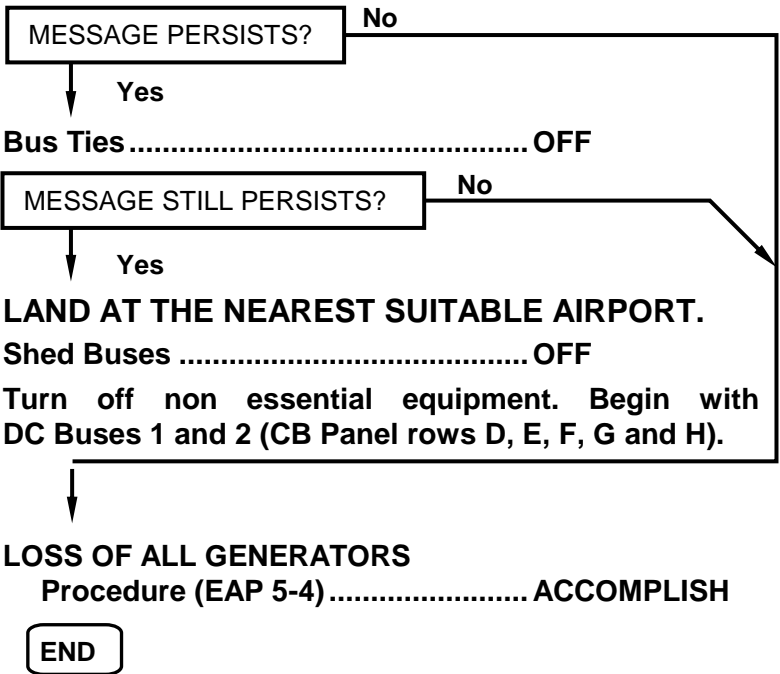 MESSAGE PERSISTS?
No
Yes
Bus Ties................................................ OFF
MESSAGE STILL PERSISTS?
No
Yes
LAND AT THE NEAREST SUITABLE AIRPORT.
Shed Buses .......................................... OFF
Turn off non essential equipment. Begin with
DC Buses 1 and 2 (CB Panel rows D, E, F, G and H).
LOSS OF ALL GENERATORS
Procedure (EAP 5-4)........................ ACCOMPLISH
END